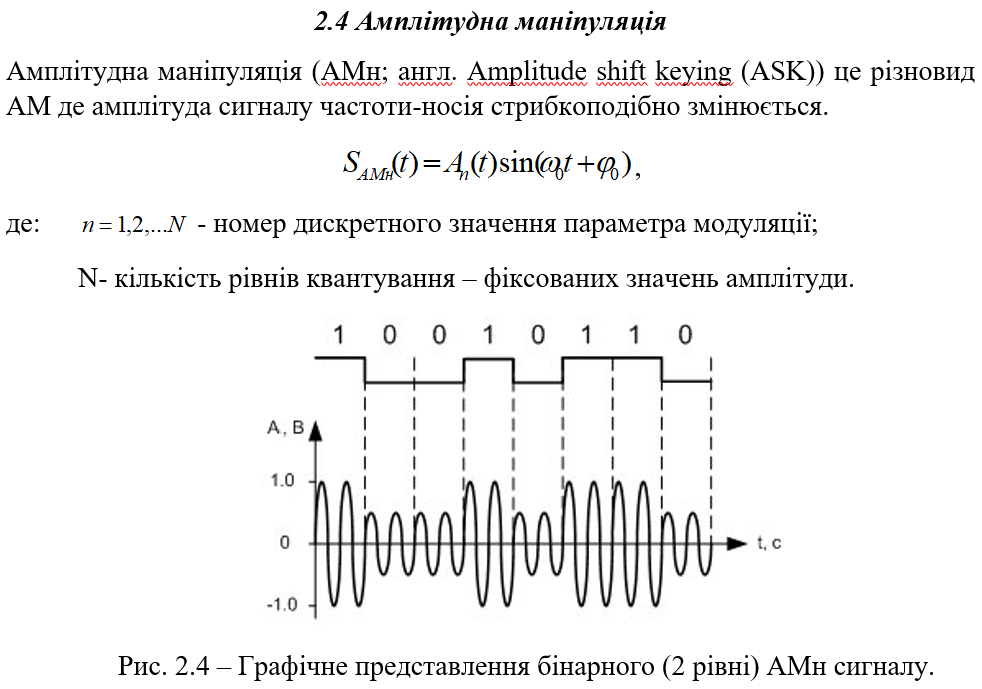 2.4 Амплітудна маніпуляція
Амплітудна маніпуляція (АМн; англ. Amplitude shift keying (ASK)) це різновид
АМ де амплітуда сигналу частоти-носія стрибкоподібно змінюється.
S_АМн(t) = A_n(t)sin(ω₀t + φ₀),
де: n = 1,2,...N - номер дискретного значення параметра модуляції;
N- кількість рівнів квантування – фіксованих значень амплітуди.
1 0 0 1 0 1 1 0
А, В
1.0
0
t, c
-1.0
Рис. 2.4 – Графічне представлення бінарного (2 рівні) АМн сигналу.